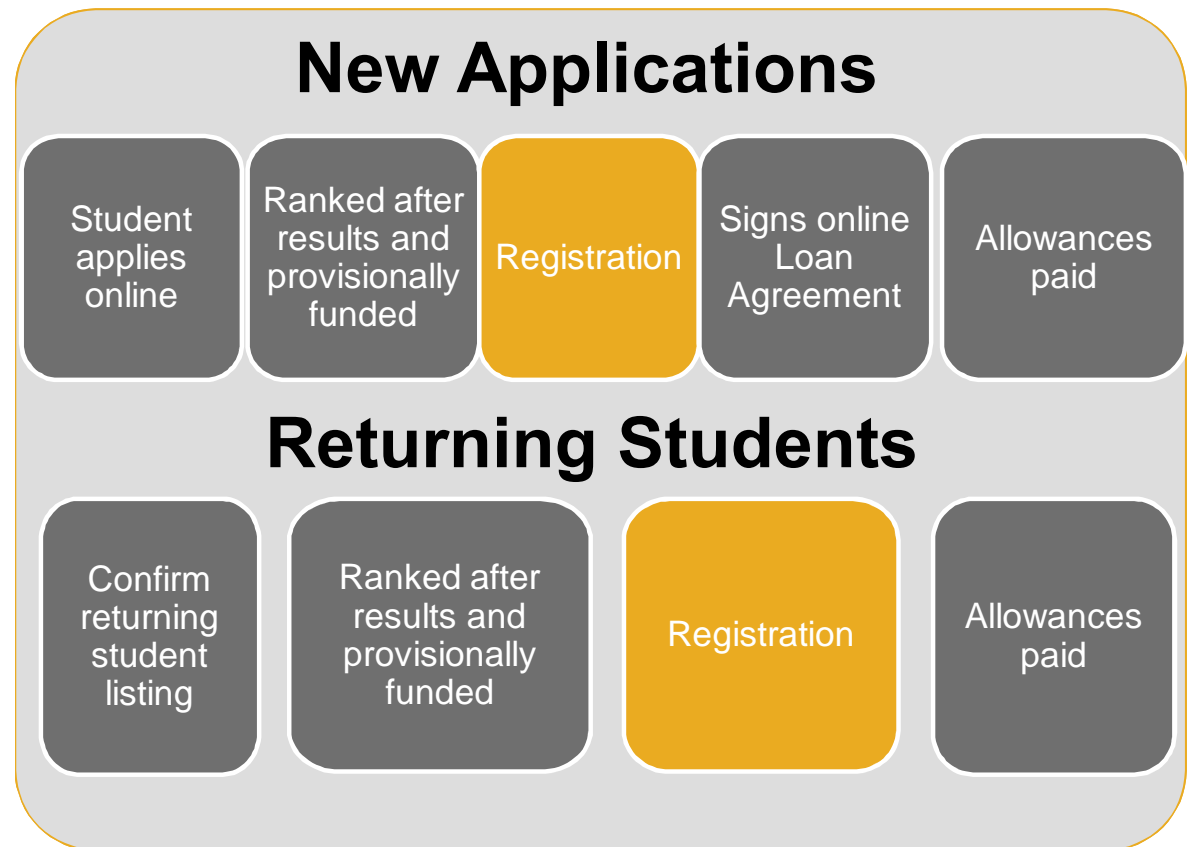 New Applications
Student
applies
online
Ranked after
results and
provisionally
funded
Registration
Signs online
Loan
Agreement
Allowances
paid
Returning Students
Confirm
returning
student
listing
Ranked after
results and
provisionally
funded
Registration
Allowances
paid